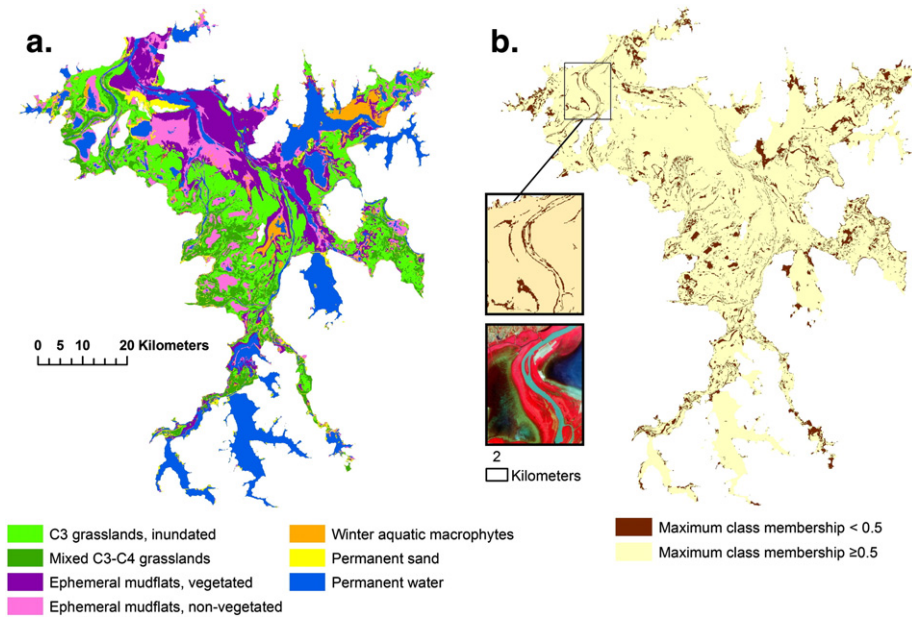 a.
b.
0 5 10 20 Kilometers
2
Kilometers
C3 grasslands, inundated
Mixed C3-C4 grasslands
Ephemeral mudflats, vegetated
Ephemeral mudflats, non-vegetated
Winter aquatic macrophytes
Permanent sand
Permanent water
Maximum class membership < 0.5
Maximum class membership ≥0.5